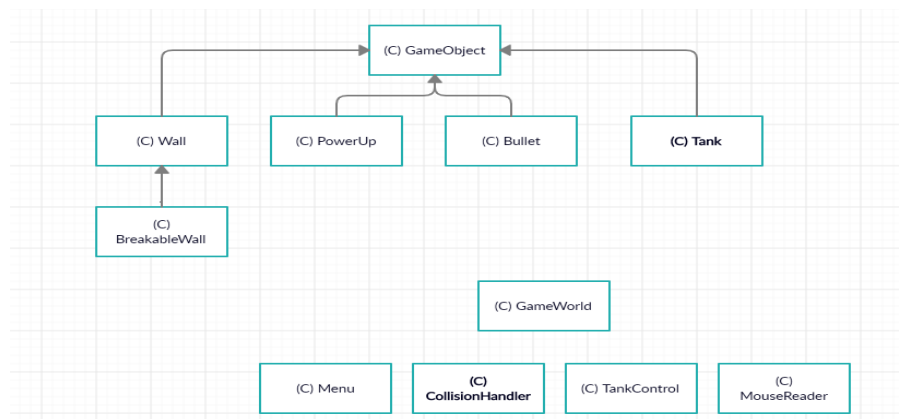 (C) GameObject
(C) Wall
(C) PowerUp
(C) Bullet
(C) Tank
(C)
BreakableWall
(C) GameWorld
(C) Menu
(C)
CollisionHandler
(C) TankControl
(C)
MouseReader